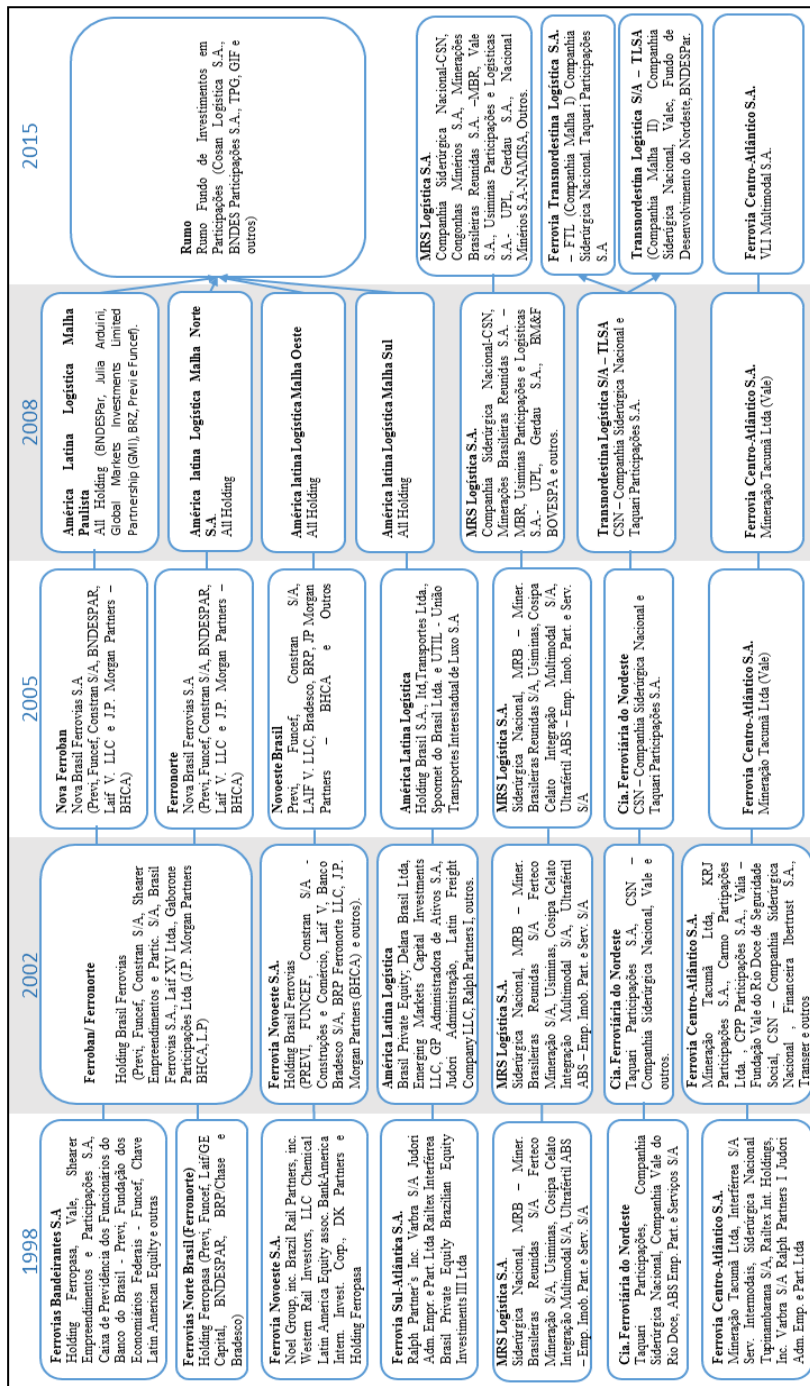 1998
2002
2005
2008
2015
Ferrovias Bandeirantes S.A
Holding Ferropasa, Vale, Shearer
Empreendimentos e Participações S.A,
Caixa de Previdência dos Funcionários do
Banco do Brasil - Previ, Fundação dos
Economiários Federais - Funcef, Chave
Latin American Equity e outras
Ferrovias Norte Brasil (Ferronorte)
Holding Ferropasa (Previ, Funcef, Laif/GE
Capital, BNDESPAR, BRP/Chase e
Bradesco)
Ferrovia Novoeste S.A.
Noel Group, inc. Brazil Rail Partners, inc.
Western Rail Investors, LLC Chemical
Latin America Equity assoc. BankAmerica
Intern. Invest. Corp., DK Partners e
Holding Ferropasa
Ferrovia Sul-Atlântica S.A.
Ralph Partner's Inc. Varbra S/A Judori
Adm. Empr. e Part. Ltda Railtex Interférrea
Brasil Private Equity Brazilian Equity
Investiments III Ltda
MRS Logística S.A.
Siderúrgica Nacional, MRB – Miner.
Brasileiras Reunidas S/A Ferteco
Mineração S/A, Usiminas, Cosipa Celato
Integração Multimodal S/A, Ultrafértil ABS
– Emp. Imob. Part. e Serv. S/A
Cia. Ferroviária do Nordeste
Taquari Participações, Companhia
Siderúrgica Nacional, Companhia Vale do
Rio Doce, ABS Emp. Part. e Serviços S/A
Ferrovia Centro-Atlântico S.A.
Mineração Tacumã Ltda, Interférrea S/A
Serv. Intermodais, Siderúrgica Nacional
Tupinambarana S/A, Railtex Int. Holdings,
Inc. Varbra S/A Ralph Partners I Judori
Adm. Emp. e Part. Ltda
Ferroban/ Ferronorte
Holding Brasil Ferrovias
(Previ, Funcef, Constran S/A, Shearer
Empreendimentos e Partic. S/A, Brasil
Ferrovias S.A., Laif XV Ltda., Gaborone
Participações Ltda (J.P. Morgan Partners
BHCA, L.P)
Ferrovia Novoeste S.A.
Holding Brasil Ferrovias
(PREVI, FUNCEF, Constran S/A -
Construções e Comércio, Laif V, Banco
Bradesco S/A, BRP Ferronorte LLC, J.P.
Morgan Partners (BHCA) e outros).
América Latina Logística
Brasil Private Equity; Delara Brasil Ltda,
Emerging Markets Capital Investments
LLC, GP Administradora de Ativos S.A,
Judori Administração, Latin Freight
Company LLC, Ralph Partners I, outros.
MRS Logística S.A.
Siderúrgica Nacional, MRB – Miner.
Brasileiras Reunidas S/A Ferteco
Mineração S/A, Usiminas, Cosipa Celato
Integração Multimodal S/A, Ultrafértil
ABS – Emp. Imob. Part. e Serv. S/A
Cia. Ferroviária do Nordeste
Taquari Participações S.A, CSN –
Companhia Siderúrgica Nacional, Vale e
outros.
Ferrovia Centro-Atlântico S.A.
Mineração Tacumã Ltda, KRJ
Participações S.A., Carmo Partipações
Ltda. , CPP Participações S.A., Valia –
Fundação Vale do Rio Doce de Seguridade
Social, CSN – Companhia Siderúrgica
Nacional , Financeira Ibertrust S.A.,
Transger e outros
Nova Ferroban
Nova Brasil Ferrovias S.A
(Previ, Funcef, Constran S/A, BNDESPAR,
Laif V. LLC e J.P. Morgan Partners –
BHCA)
Ferronorte
Nova Brasil Ferrovias S.A
(Previ, Funcef, Constran S/A, BNDESPAR,
Laif V. LLC e J.P. Morgan Partners –
BHCA)
Novoeste Brasil
Previ, Funcef, Constran S/A,
LAIF V. LLC, Bradesco, BRP, JP Morgan
Partners – BHCA e Outros
América Latina Logística
Holding Brasil S.A., ltd,Transportes Ltda.,
Spoornet do Brasil Ltda. e UTIL - União
Transportes Interestadual de Luxo S.A
MRS Logística S.A.
Siderúrgica Nacional, MRB – Miner.
Brasileiras Reunidas S/A, Usiminas, Cosipa
Celato Integração Multimodal S/A,
Ultrafértil ABS – Emp. Imob. Part. e Serv.
S/A
Cia. Ferroviária do Nordeste
CSN – Companhia Siderúrgica Nacional e
Taquari Participações S.A.
Ferrovia Centro-Atlântico S.A.
Mineração Tacumã Ltda (Vale)
América Latina Logística Malha
Paulista
All Holding (BNDESPar, Julia Arduini,
Global Markets Investments Limited
Partnership (GMI), BRZ, Previ e Funcef).
América latina Logística Malha Norte
S.A.
All Holding
América latina Logística Malha Oeste
All Holding
América latina Logística Malha Sul
All Holding
MRS Logística S.A.
Companhia Siderúrgica Nacional-CSN,
Minerações Brasileiras Reunidas S.A. –
MBR, Usiminas Participações e Logísticas
S.A.- UPL, Gerdau S.A., BM&F
BOVESPA e outros.
Transnordestina Logística S/A – TLSA
CSN – Companhia Siderúrgica Nacional e
Taquari Participações S.A.
Ferrovia Centro-Atlântico S.A.
Mineração Tacumã Ltda (Vale)
Rumo
Rumo Fundo de Investimentos em
Participações (Cosan Logística S.A.,
BNDES Participações S.A., TPG, GIF e
outros)
MRS Logística S.A.
Companhia Siderúrgica Nacional-CSN,
Congonhas Minérios S.A, Minerações
Brasileiras Reunidas S.A. –MBR, Vale
S.A., Usiminas Participações e Logísticas
S.A.- UPL, Gerdau S.A., Nacional
Minérios S.A-NAMISA, Outros.
Ferrovia Transnordestina Logística S.A.
– FTL (Companhia Malha I) Companhia
Siderúrgica Nacional. Taquari Participações
S.A
Transnordestina Logística S/A – TLSA
(Companhia Malha II) Companhia
Siderúgica Nacional, Valec, Fundo de
Desenvolvimento do Nordeste, BNDESPar.
Ferrovia Centro-Atlântico S.A.
VLI Multimodal S.A.